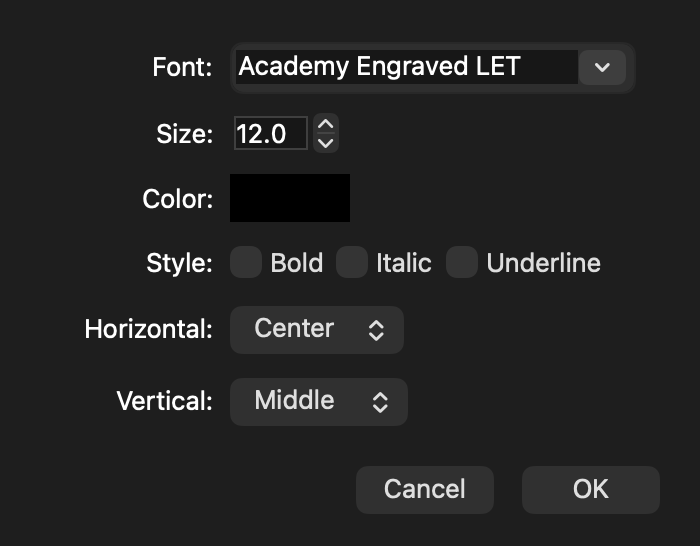 Font: Academy Engraved LET
Size: 12.0
Color:
Style: Bold Italic Underline
Horizontal: Center
Vertical: Middle
Cancel OK